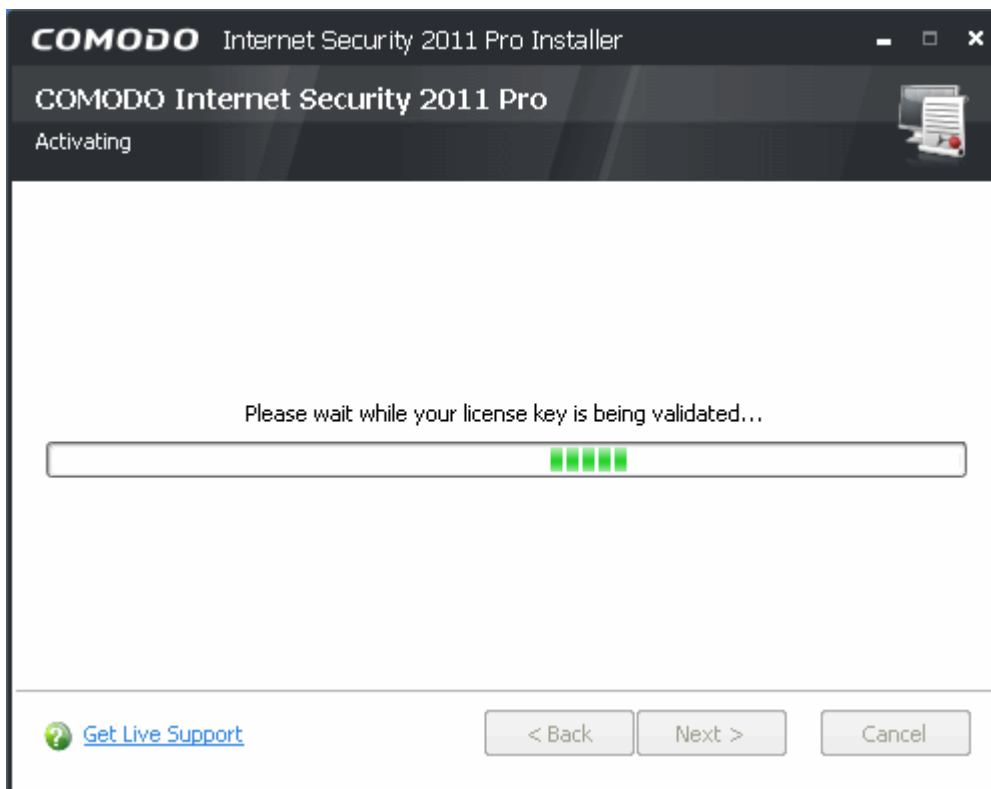 COMODO Internet Security 2011 Pro Installer
COMODO Internet Security 2011 Pro
Activating
Please wait while your license key is being validated...
Get Live Support
< Back
Next >
Cancel